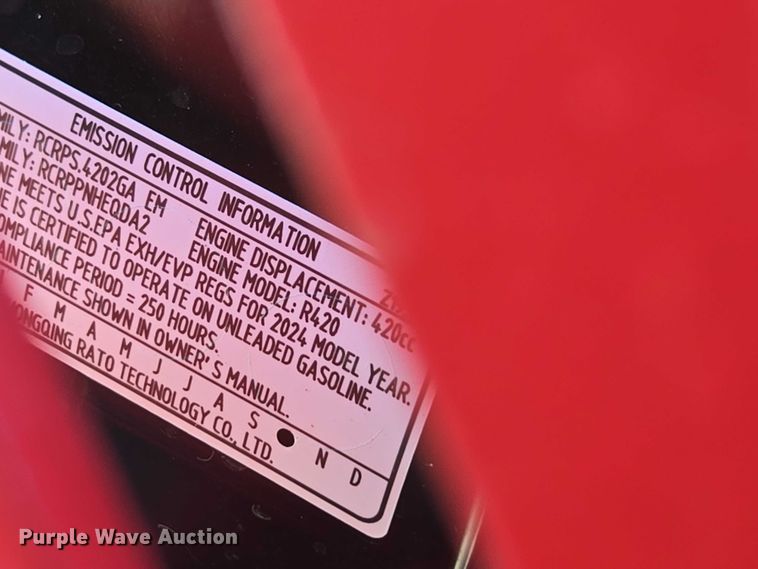 EMISSION CONTROL INFORMATION
MILY: RCRPS.4202GA EM ENGINE DISPLACEMENT: 420cc
MILY: RCRPPNHEQDA2 ENGINE MODEL: R420
NE MEETS U.S.EPA EXH/EVP REGS FOR 2024 MODEL YEAR.
NE IS CERTIFIED TO OPERATE ON UNLEADED GASOLINE.
OMPLIANCE PERIOD = 250 HOURS.
AINTENANCE SHOWN IN OWNER'S MANUAL.
J F M A M J J A S N D
ONGQING RATO TECHNOLOGY CO., LTD.
Purple Wave Auction